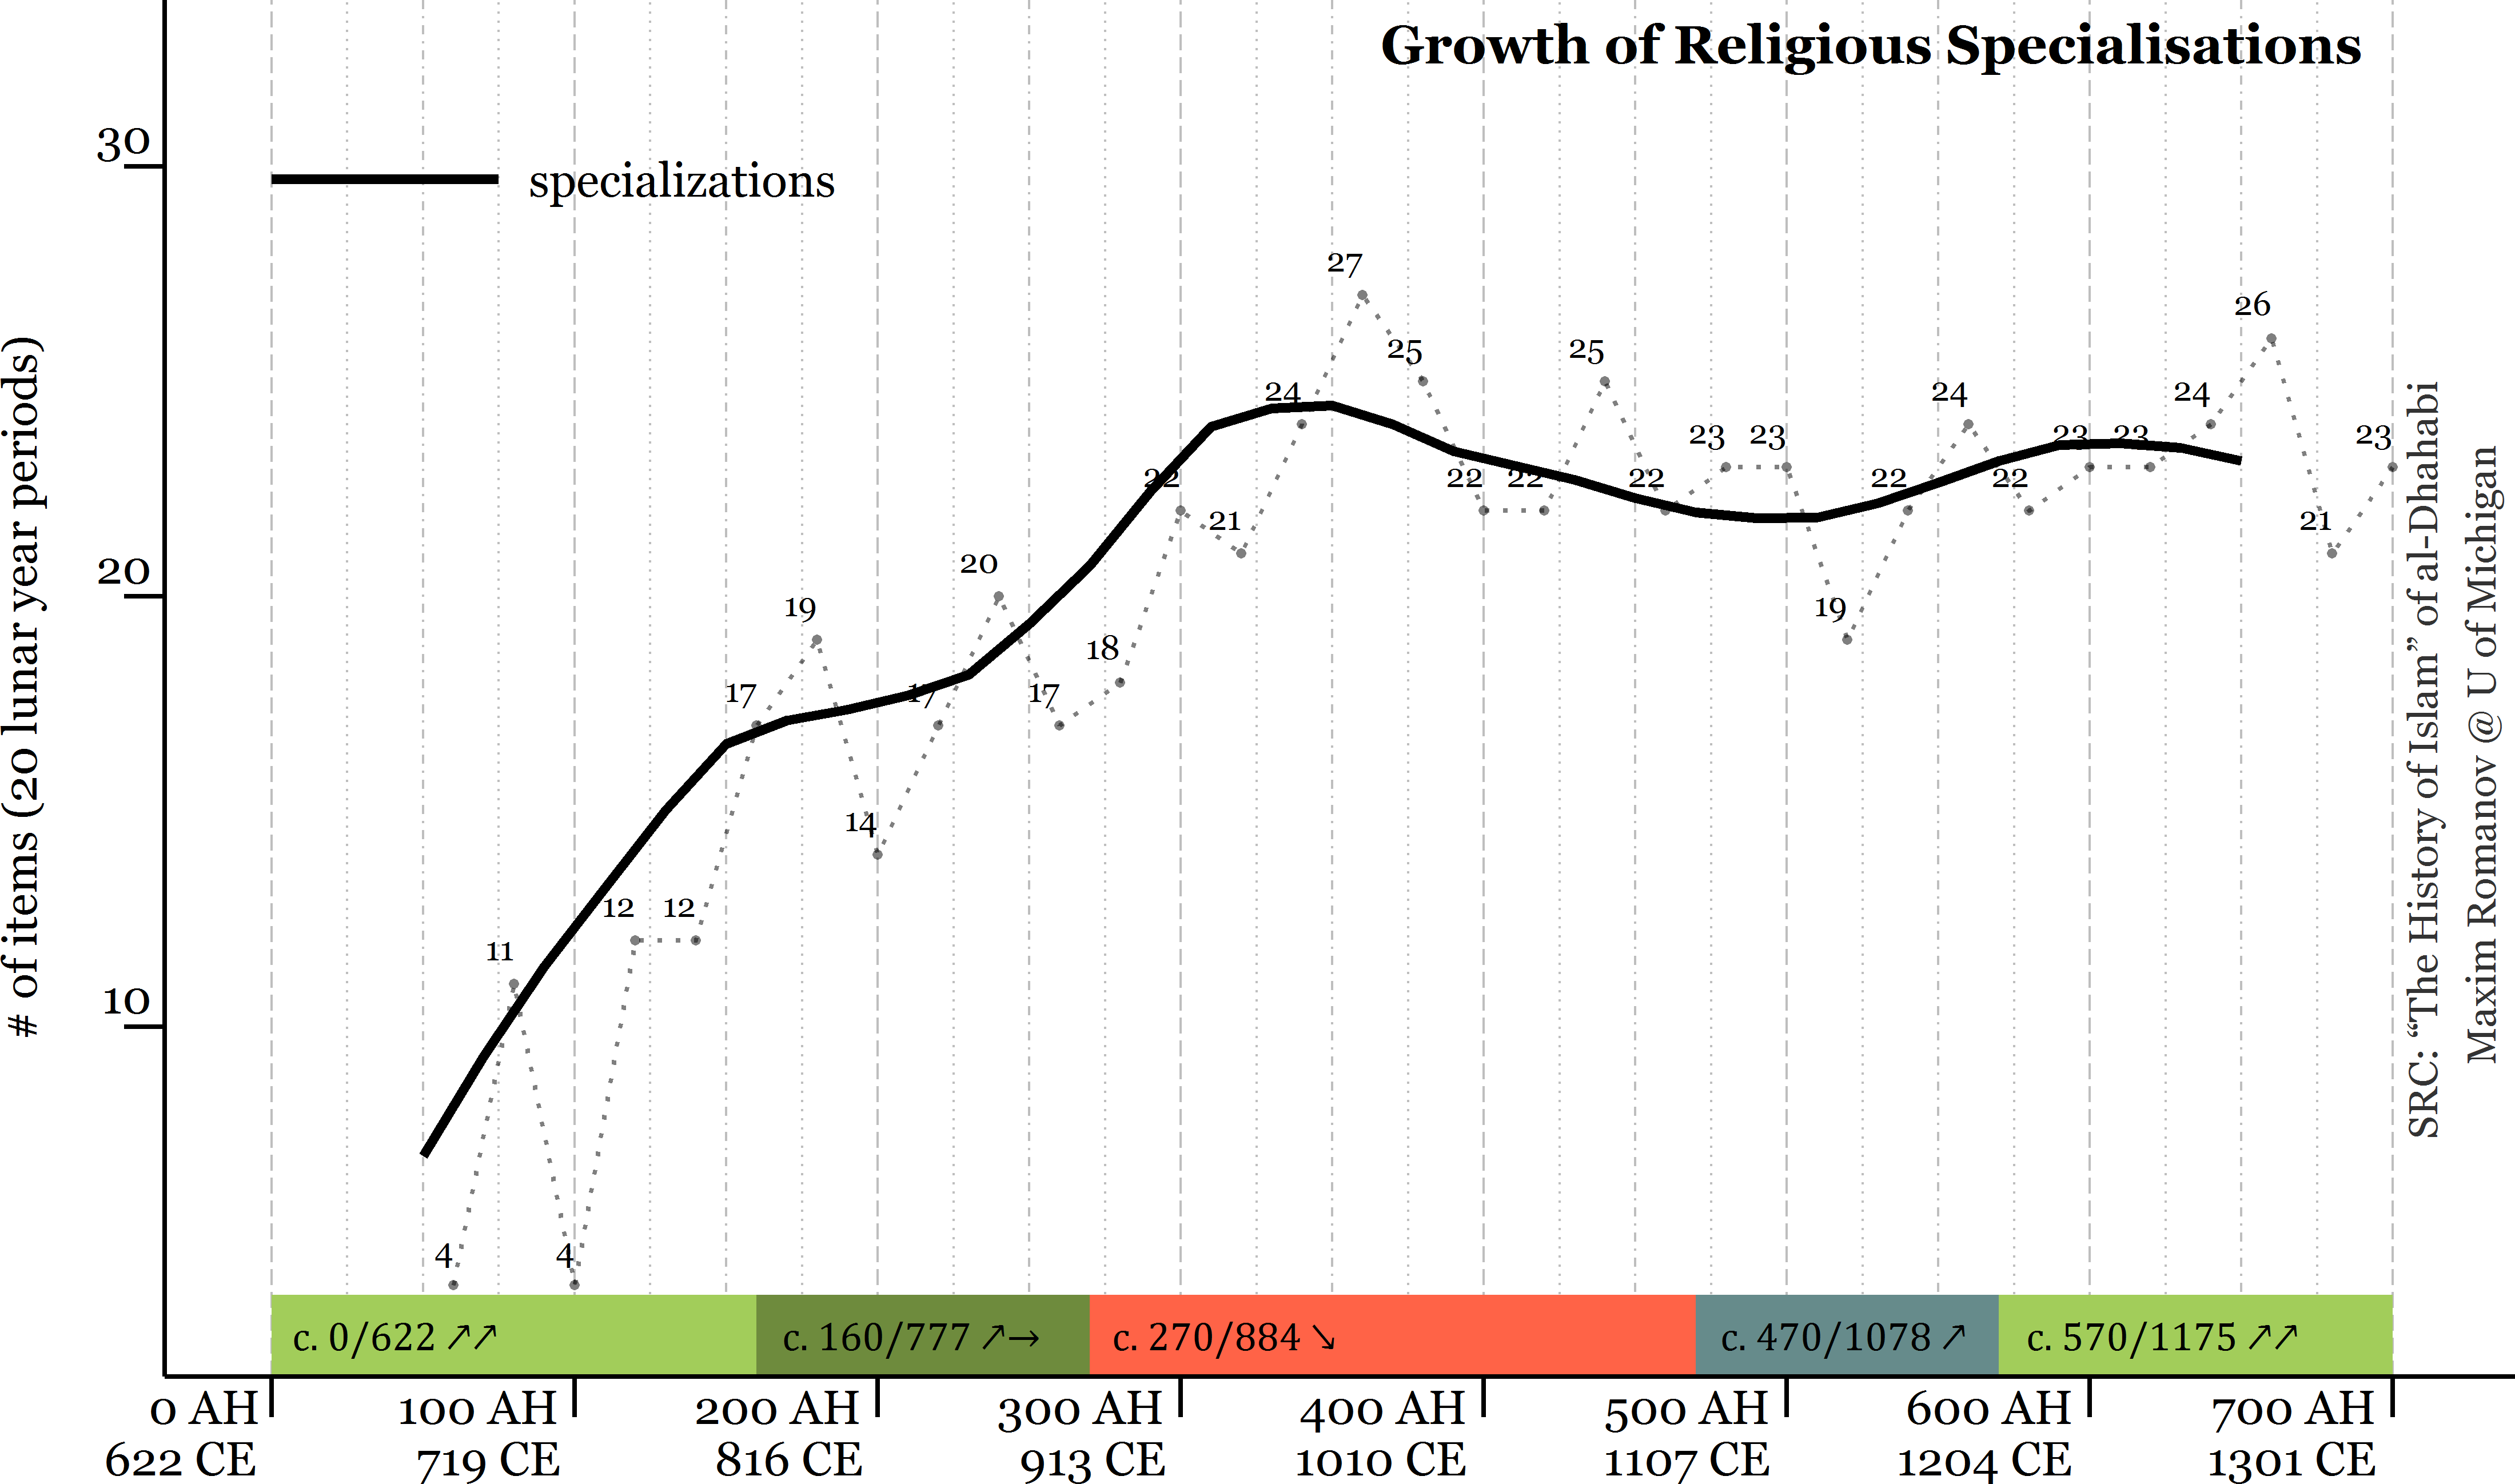 Growth of Religious Specialisations
30
specializations
27
26
25
25
24
24
24
23
23
23
23
23
22
22
22
22
22
22
21
21
20
20
19
19
18
17
17
17
14
12
12
11
10
4
4
# of items (20 lunar year periods)
SRC: “The History of Islam” of al-Dhahabi
Maxim Romanov @ U of Michigan
c. 0/622 ↗↗
c. 160/777 ↗→
c. 270/884 ↘
c. 470/1078 ↗
c. 570/1175 ↗↗
0 AH
622 CE
100 AH
719 CE
200 AH
816 CE
300 AH
913 CE
400 AH
1010 CE
500 AH
1107 CE
600 AH
1204 CE
700 AH
1301 CE